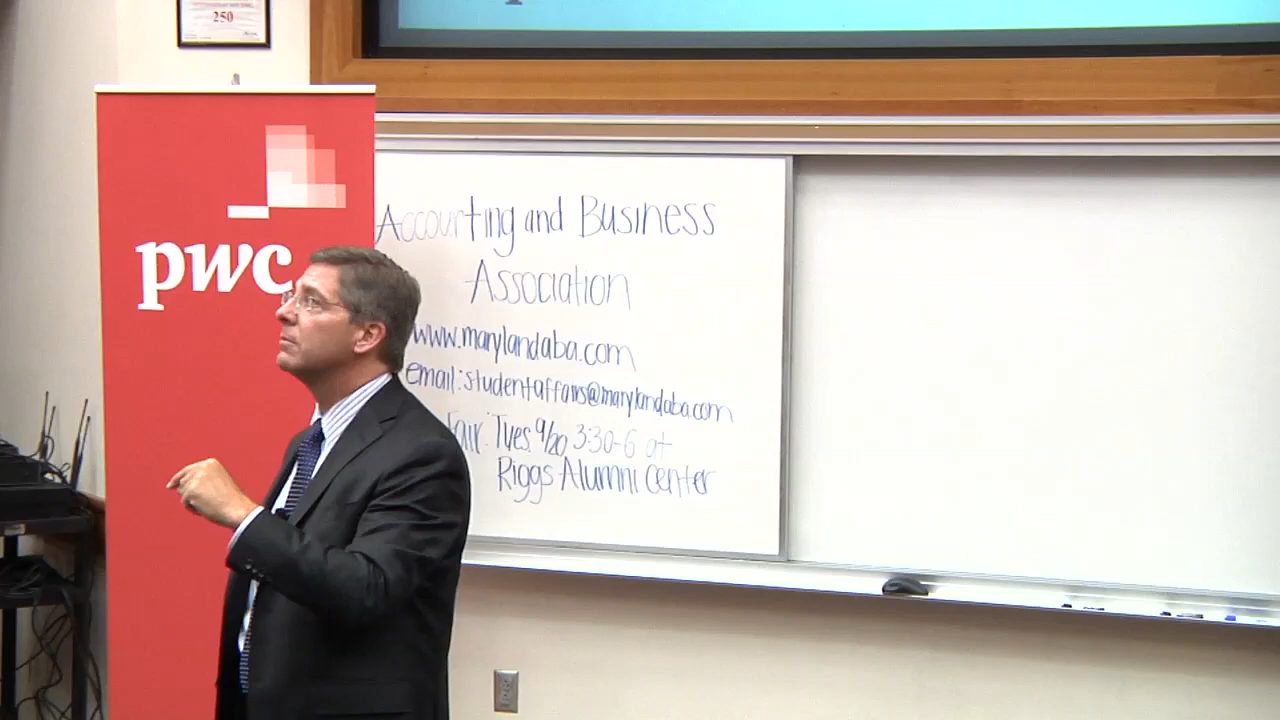 250
pwc
Accounting and Business
Association
www.marylandaba.com
email:studentaffairs@marylandaba.com
Fair: Tues 9/20 3:30-6 at
Riggs Alumni Center